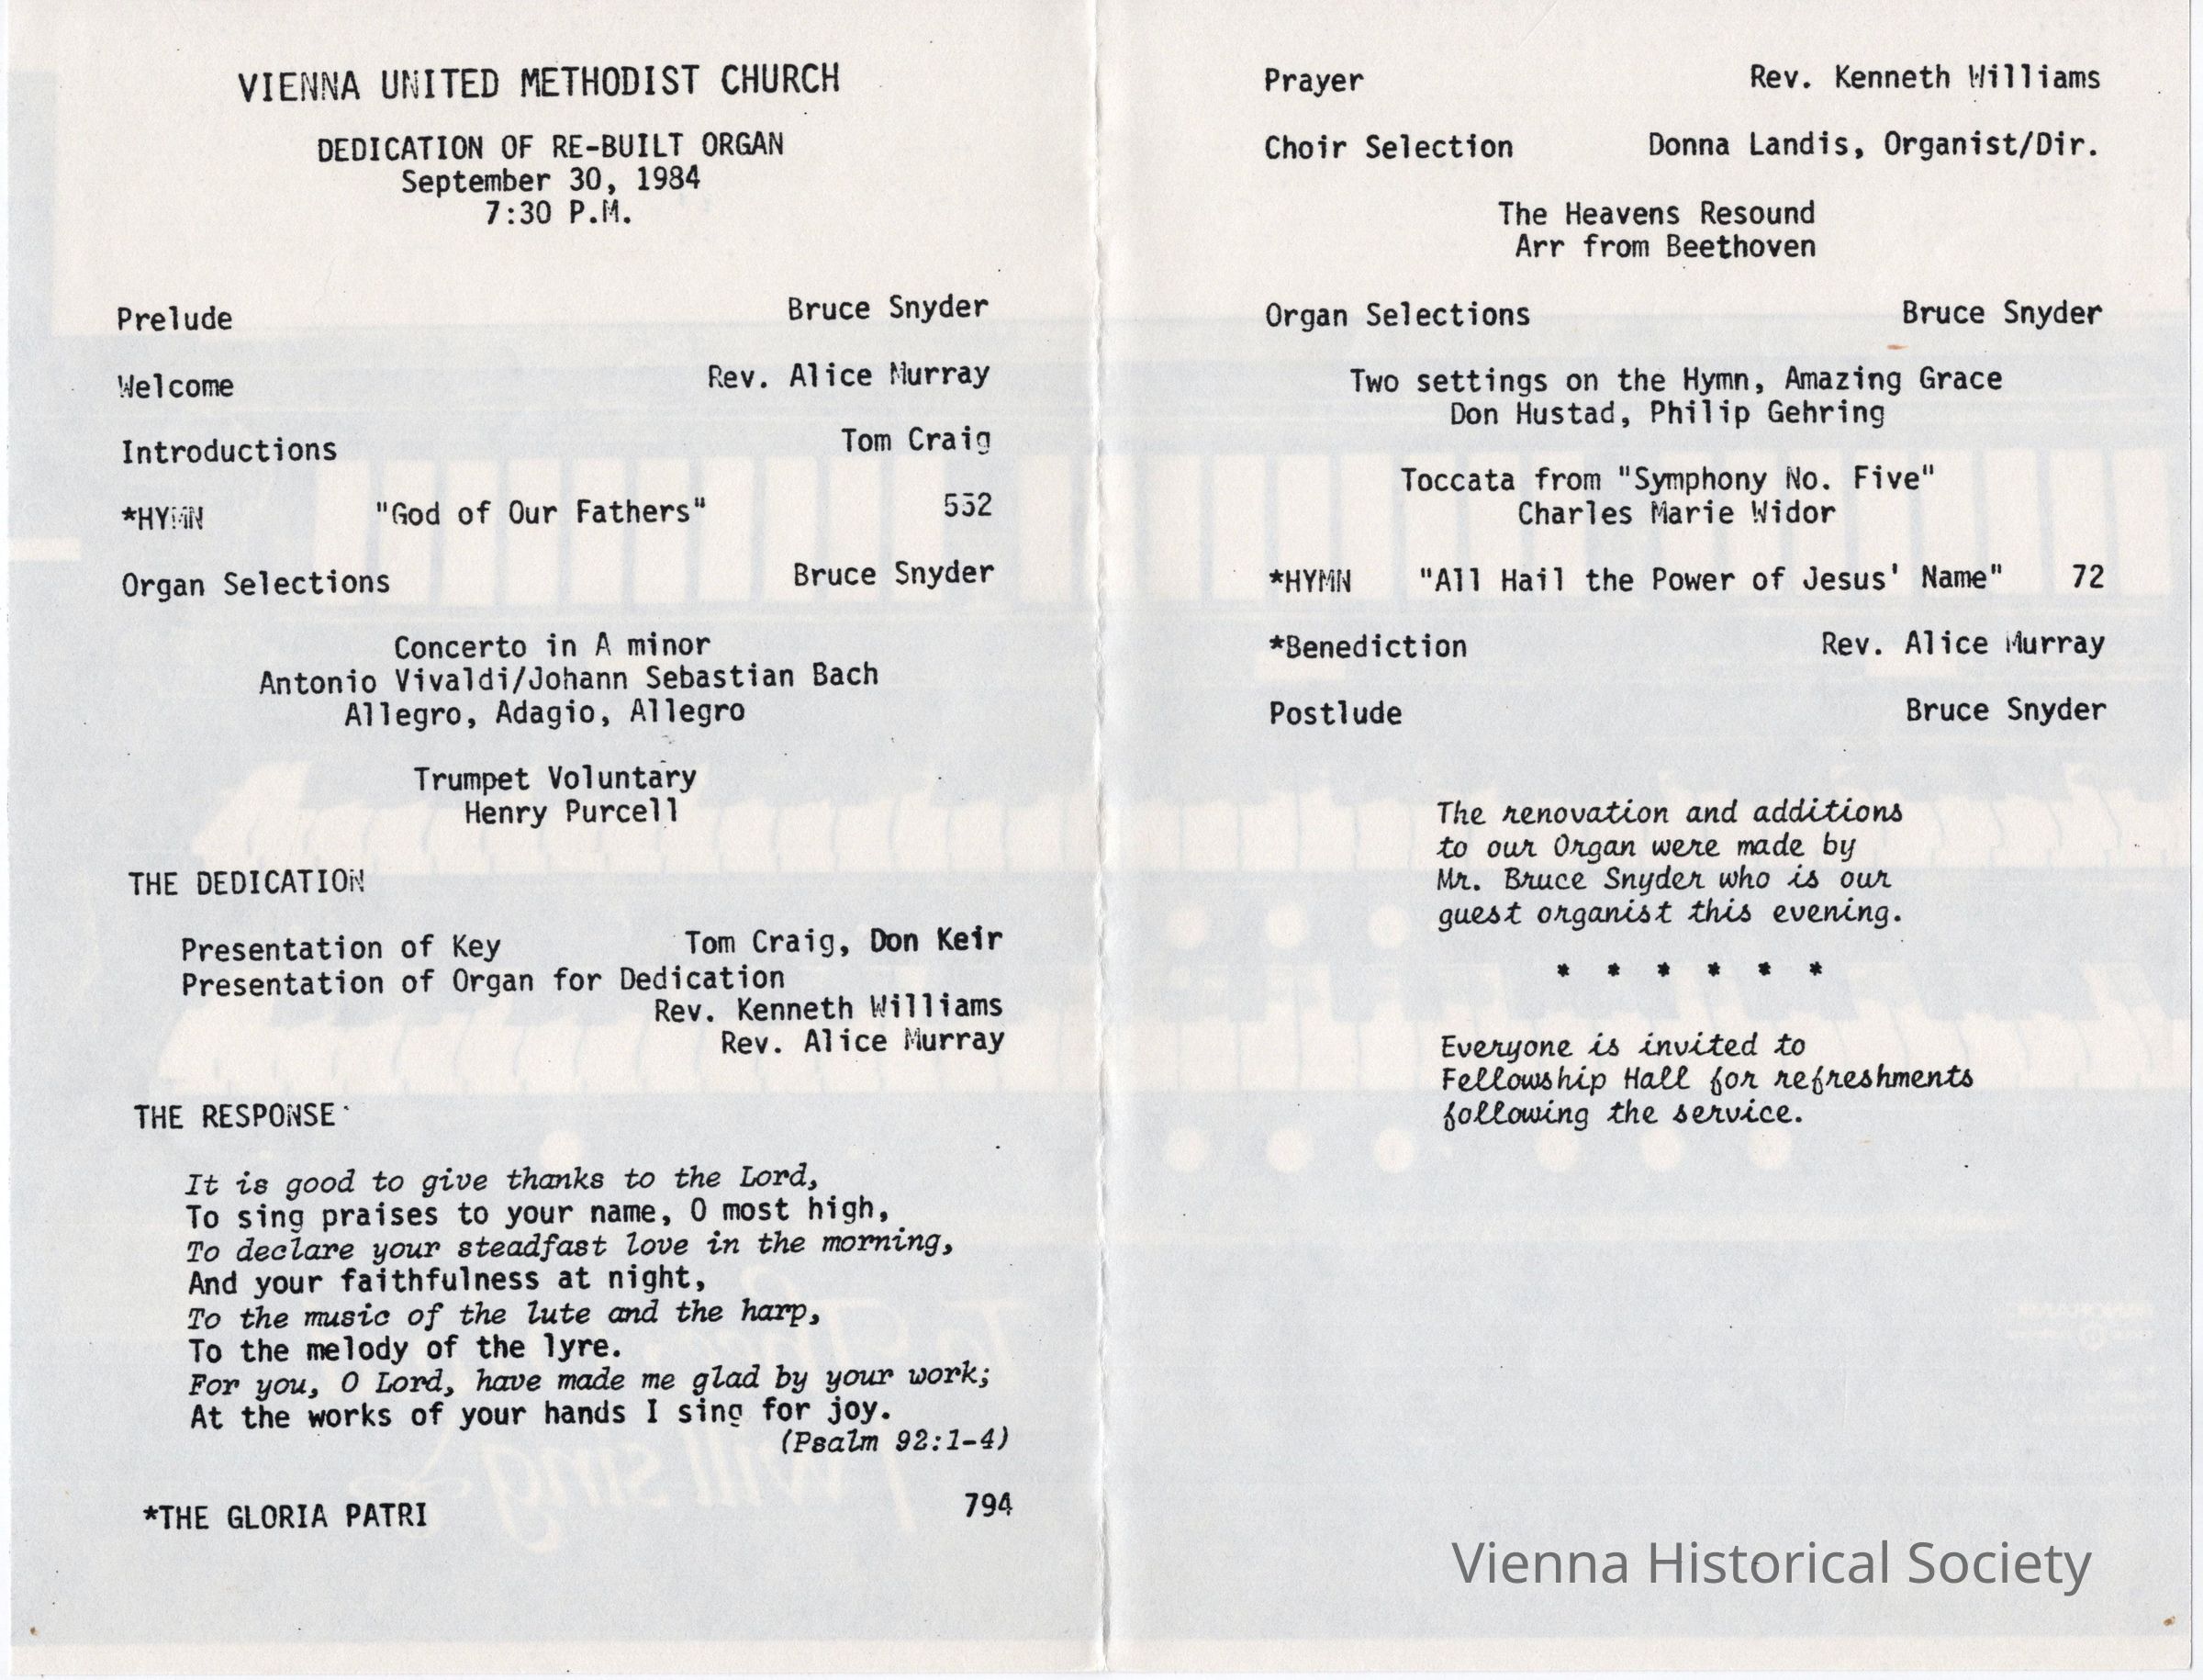 VIENNA UNITED METHODIST CHURCH
DEDICATION OF RE-BUILT ORGAN
September 30, 1984
7:30 P.M.
Prelude Bruce Snyder
Welcome Rev. Alice Murray
Introductions Tom Craig
*HYMN "God of Our Fathers" 552
Organ Selections Bruce Snyder
Concerto in A minor
Antonio Vivaldi/Johann Sebastian Bach
Allegro, Adagio, Allegro
Trumpet Voluntary
Henry Purcell
THE DEDICATION
Presentation of Key Tom Craig, Don Keir
Presentation of Organ for Dedication
Rev. Kenneth Williams
Rev. Alice Murray
THE RESPONSE
It is good to give thanks to the Lord,
To sing praises to your name, O most high,
To declare your steadfast love in the morning,
And your faithfulness at night,
To the music of the lute and the harp,
To the melody of the lyre.
For you, O Lord, have made me glad by your work;
At the works of your hands I sing for joy.
(Psalm 92:1-4)
*THE GLORIA PATRI 794
Prayer Rev. Kenneth Williams
Choir Selection Donna Landis, Organist/Dir.
The Heavens Resound
Arr from Beethoven
Organ Selections Bruce Snyder
Two settings on the Hymn, Amazing Grace
Don Hustad, Philip Gehring
Toccata from "Symphony No. Five"
Charles Marie Widor
*HYMN "All Hail the Power of Jesus' Name" 72
*Benediction Rev. Alice Murray
Postlude Bruce Snyder
The renovation and additions
to our Organ were made by
Mr. Bruce Snyder who is our
guest organist this evening.
* * * * * *
Everyone is invited to
Fellowship Hall for refreshments
following the service.
Vienna Historical Society